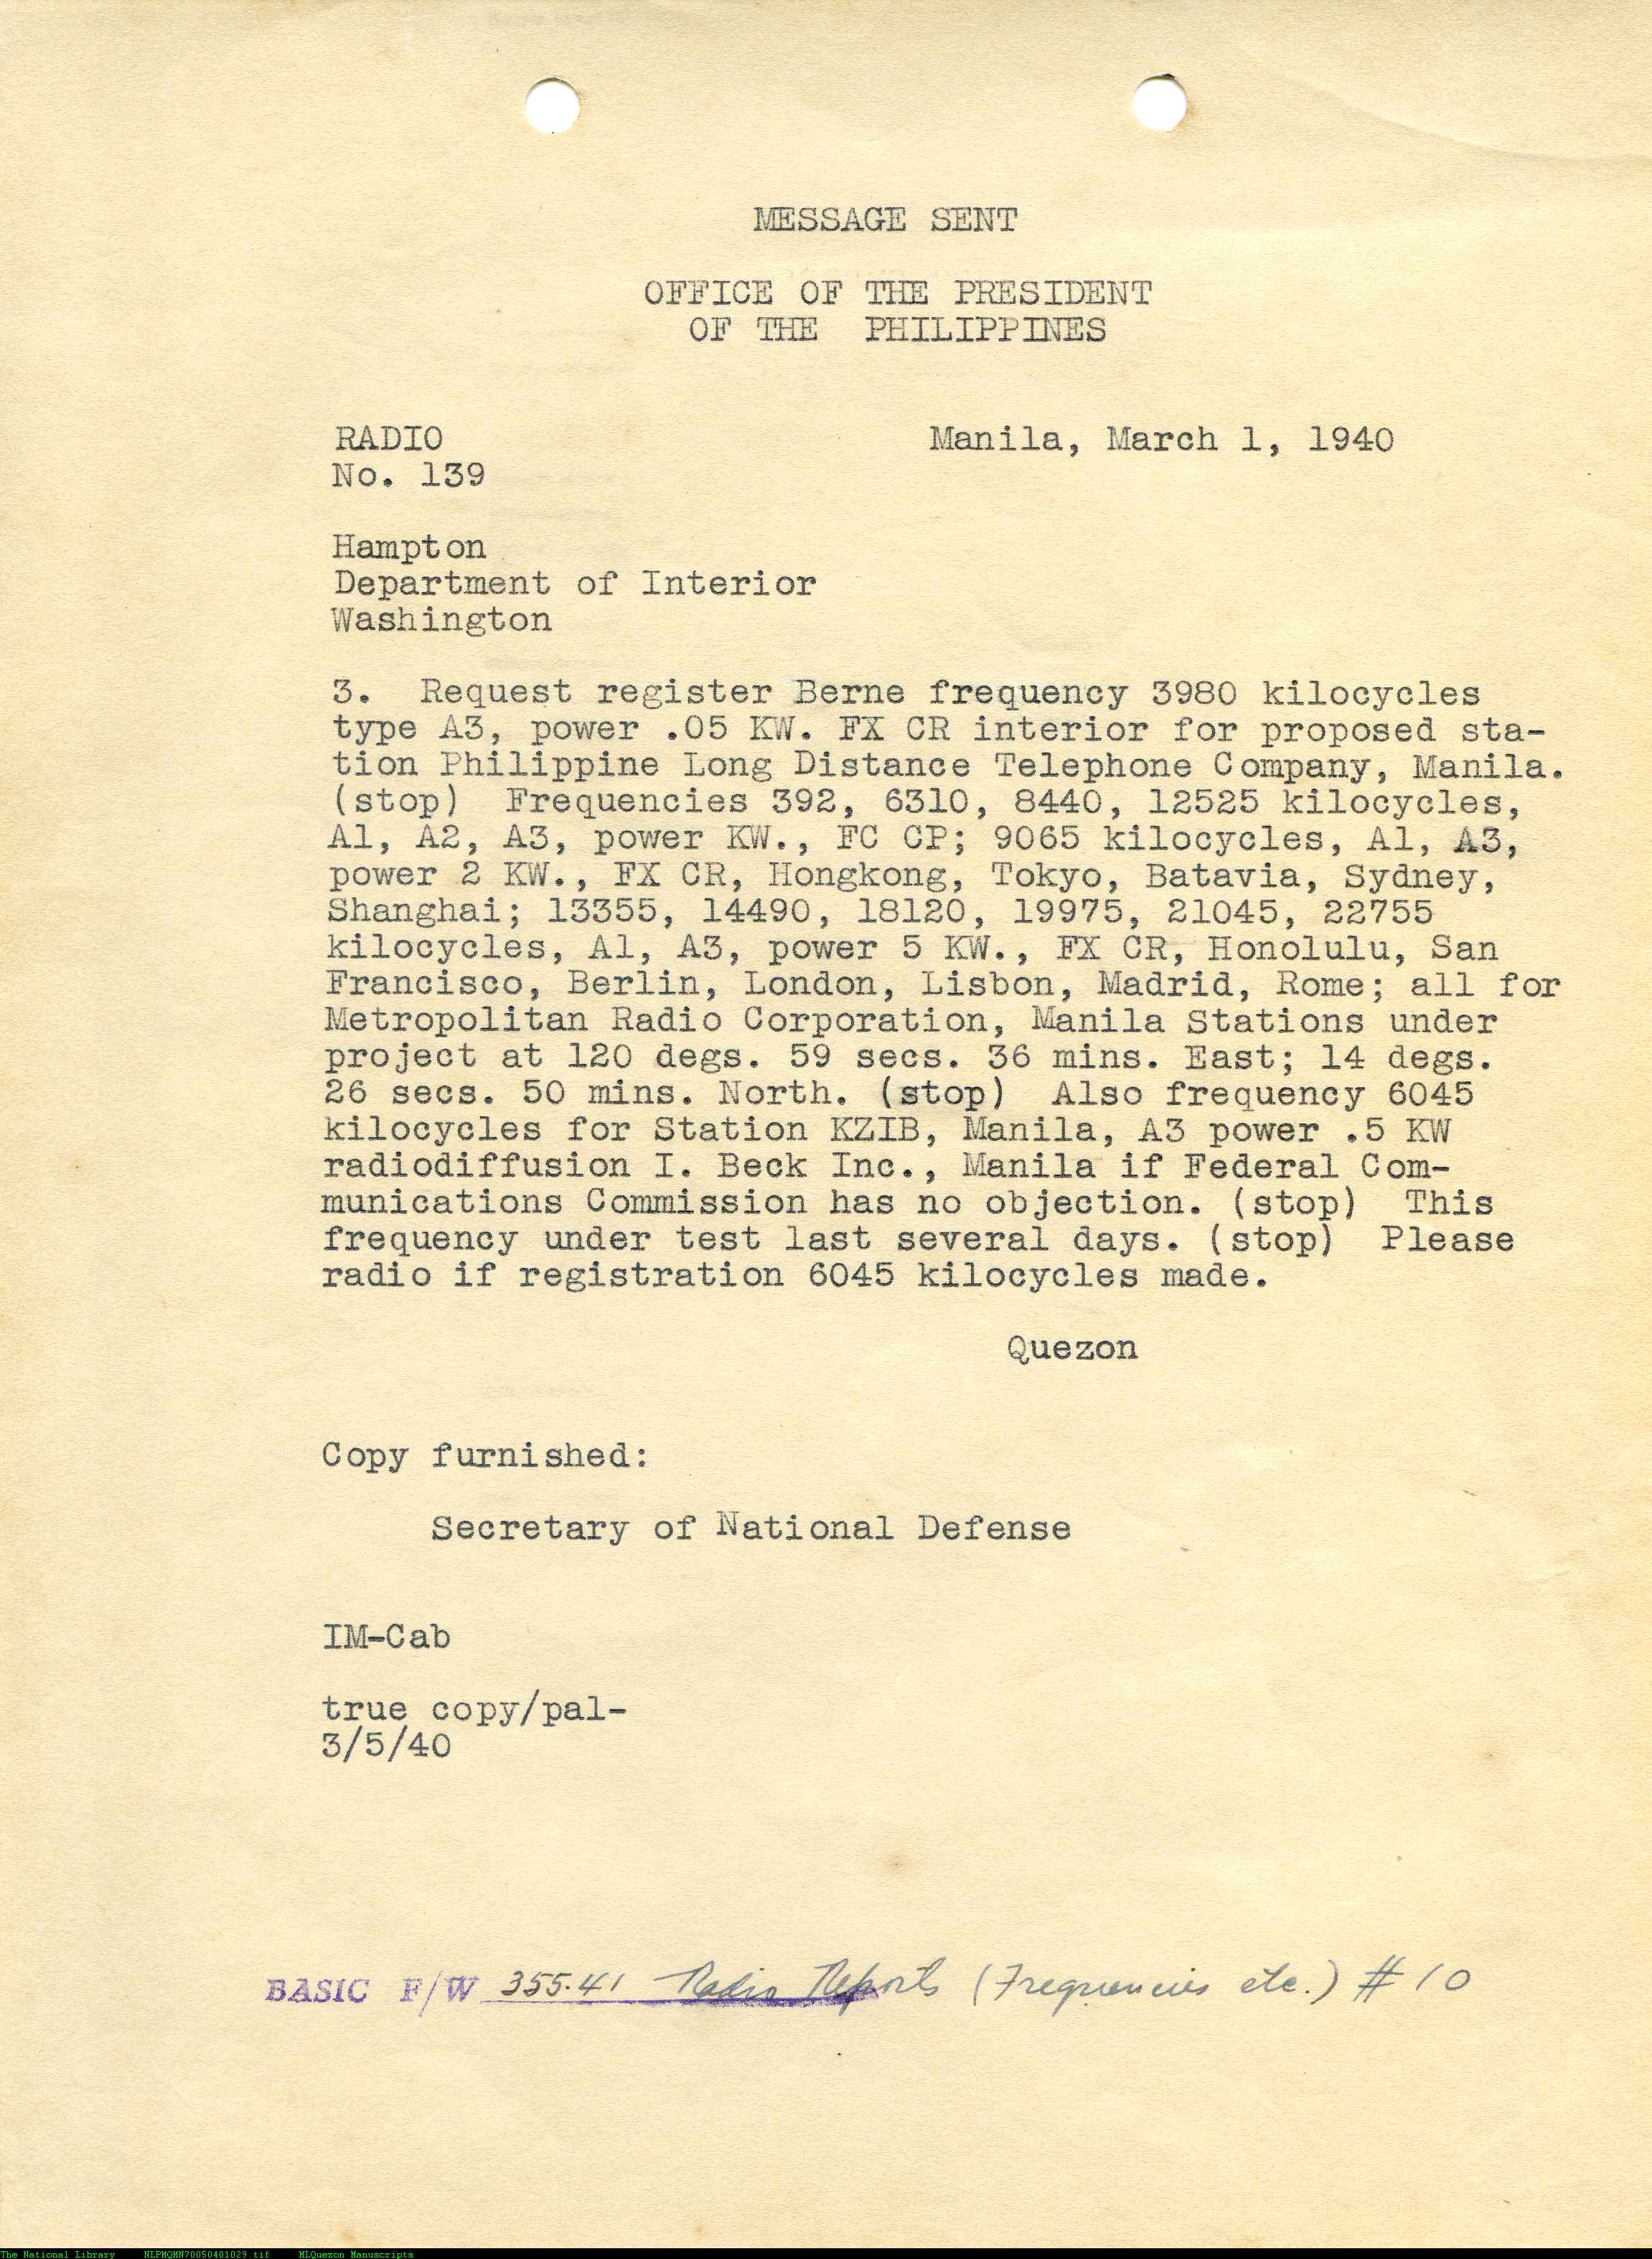 MESSAGE SENT
OFFICE OF THE PRESIDENT
OF THE PHILIPPINES
RADIO
No. 139
Manila, March 1, 1940
Hampton
Department of Interior
Washington
3. Request register Berne frequency 3980 kilocycles
type A3, power .05 KW. FX CR interior for proposed sta-
tion Philippine Long Distance Telephone Company, Manila.
(stop) Frequencies 392, 6310, 8440, 12525 kilocycles,
A1, A2, A3, power KW., FC CP; 9065 kilocycles, A1, A3,
power 2 KW., FX CR, Hongkong, Tokyo, Batavia, Sydney,
Shanghai; 13355, 14490, 18120, 19975, 21045, 22755
kilocycles, A1, A3, power 5 KW., FX CR, Honolulu, San
Francisco, Berlin, London, Lisbon, Madrid, Rome; all for
Metropolitan Radio Corporation, Manila Stations under
project at 120 degs. 59 secs. 36 mins. East; 14 degs.
26 secs. 50 mins. North. (stop) Also frequency 6045
kilocycles for Station KZIB, Manila, A3 power .5 KW
radiodiffusion I. Beck Inc., Manila if Federal Com-
munications Commission has no objection. (stop) This
frequency under test last several days. (stop) Please
radio if registration 6045 kilocycles made.
Quezon
Copy furnished:
Secretary of National Defense
IM-Cab
true copy/pal-
3/5/40
BASIC F/W 355.41 Radio Reports (Frequencies etc.) # 10
The National Library NLPMQMN70050401029.tif MLQuezon Manuscripts